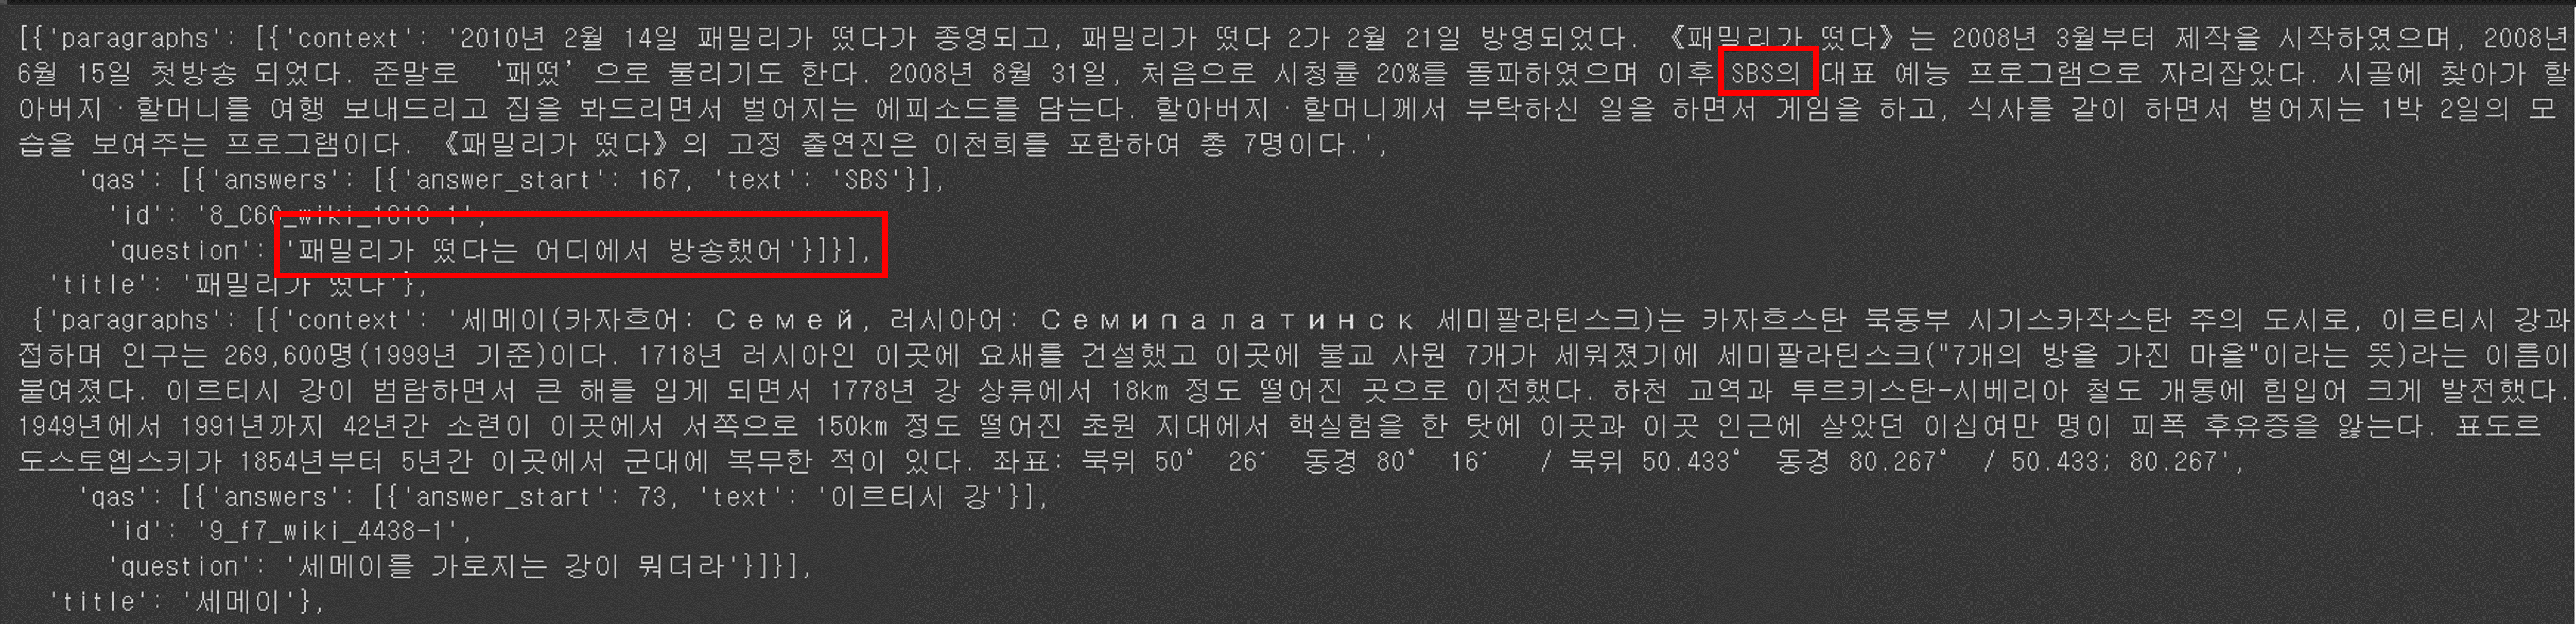 [{'paragraphs': [{'context': '2010년 2월 14일 패밀리가 떴다가 종영되고, 패밀리가 떴다 2가 2월 21일 방영되었다. 《패밀리가 떴다》는 2008년 3월부터 제작을 시작하였으며, 2008년
6월 15일 첫방송 되었다. 준말로 ‘패떴’으로 불리기도 한다. 2008년 8월 31일, 처음으로 시청률 20%를 돌파하였으며 이후 SBS의 대표 예능 프로그램으로 자리잡았다. 시골에 찾아가 할
아버지·할머니를 여행 보내드리고 집을 봐드리면서 벌어지는 에피소드를 담는다. 할아버지·할머니께서 부탁하신 일을 하면서 게임을 하고, 식사를 같이 하면서 벌어지는 1박 2일의 모
습을 보여주는 프로그램이다. 《패밀리가 떴다》의 고정 출연진은 이천희를 포함하여 총 7명이다.',
'qas': [{'answers': [{'answer_start': 167, 'text': 'SBS'}],
'id': '8_C60_wiki_1818-1',
'question': '패밀리가 떴다는 어디에서 방송했어'}]}],
'title': '패밀리가 떴다'},
{'paragraphs': [{'context': '세메이(카자흐어: Семей, 러시아어: Семипалатинск 세미팔라틴스크)는 카자흐스탄 북동부 시기스카작스탄 주의 도시로, 이르티시 강과
접하며 인구는 269,600명(1999년 기준)이다. 1718년 러시아인 이곳에 요새를 건설했고 이곳에 불교 사원 7개가 세워졌기에 세미팔라틴스크("7개의 방을 가진 마을"이라는 뜻)라는 이름이
붙여졌다. 이르티시 강이 범람하면서 큰 해를 입게 되면서 1778년 강 상류에서 18km 정도 떨어진 곳으로 이전했다. 하천 교역과 투르키스탄-시베리아 철도 개통에 힘입어 크게 발전했다.
1949년에서 1991년까지 42년간 소련이 이곳에서 서쪽으로 150km 정도 떨어진 초원 지대에서 핵실험을 한 탓에 이곳과 이곳 인근에 살았던 이십여만 명이 피폭 후유증을 앓는다. 표도르
도스토옙스키가 1854년부터 5년간 이곳에서 군대에 복무한 적이 있다. 좌표: 북위 50° 26′ 동경 80° 16′ / 북위 50.433° 동경 80.267° / 50.433; 80.267',
'qas': [{'answers': [{'answer_start': 73, 'text': '이르티시 강'}],
'id': '9_f7_wiki_4438-1',
'question': '세메이를 가로지는 강이 뭐더라'}]}],
'title': '세메이'},